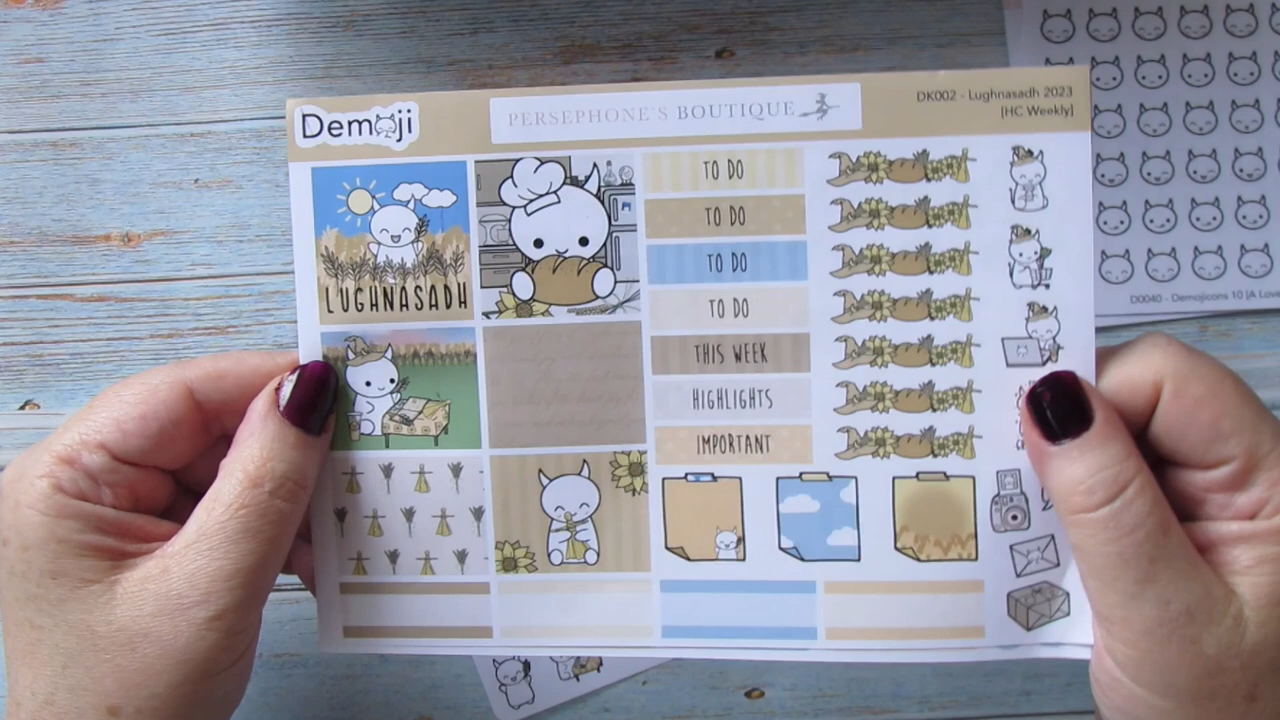 Demoji
PERSEPHONE'S BOUTIQUE
DK002 - Lughnasadh 2023
[HC Weekly]
LUGHNASADH
TO DO
TO DO
TO DO
TO DO
THIS WEEK
HIGHLIGHTS
IMPORTANT
D0040 - Demojicons 10 [A Love